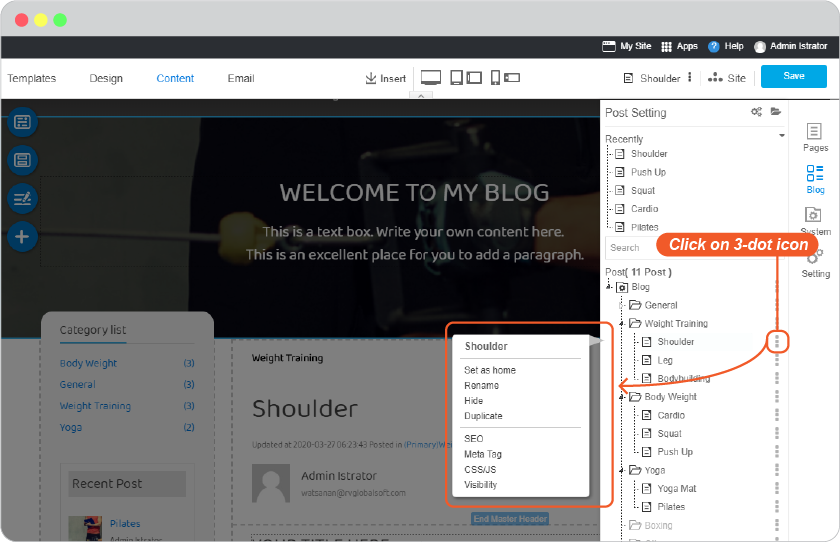 My Site Apps ? Help Admin Istrator
Templates Design Content Email Insert Shoulder Site Save
Post Setting
Recently
Shoulder
Push Up
Squat
Cardio
Pilates
Search
Click on 3-dot icon
Post( 11 Post )
Blog
General
Weight Training
Shoulder
Leg
Bodybuilding
Body Weight
Cardio
Squat
Push Up
Yoga
Yoga Mat
Pilates
Boxing
Pages
Blog
System
Setting
WELCOME TO MY BLOG
This is a text box. Write your own content here.
This is an excellent place for you to add a paragraph.
Category list
Body Weight (3)
General (3)
Weight Training (3)
Yoga (2)
Recent Post
Pilates
Admin Istrator
Weight Training
Shoulder
Updated at 2020-03-27 06:23:43 Posted in (Primary)We
Admin Istrator
watsanan@rvglobalsoft.com
End Master Header
YOUR TITLE HERE
Shoulder
Set as home
Rename
Hide
Duplicate
SEO
Meta Tag
CSS/JS
Visibility